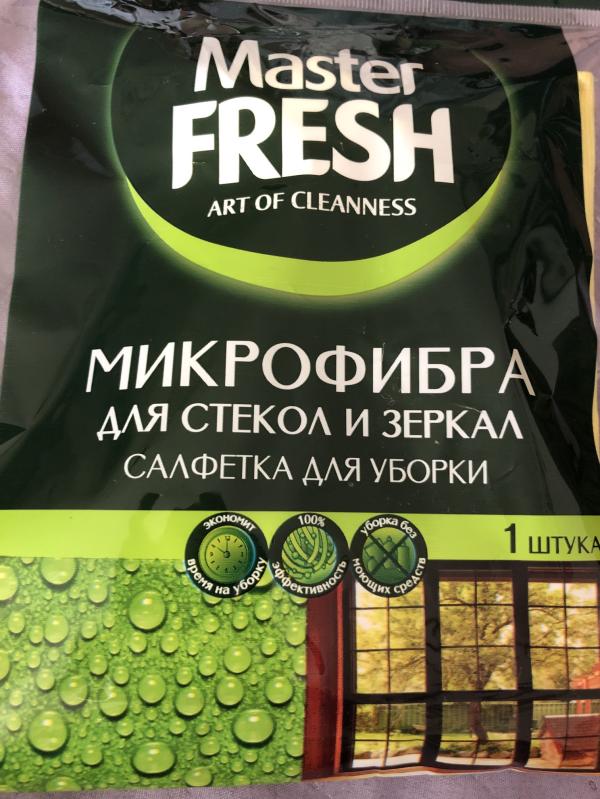 Master
FRESH
ART OF CLEANNESS
МИКРОФИБРА
ДЛЯ СТЕКОЛ И ЗЕРКАЛ
САЛФЕТКА ДЛЯ УБОРКИ
экономит
время на уборку
100%
эффективность
уборка без
моющих средств
1 ШТУКА